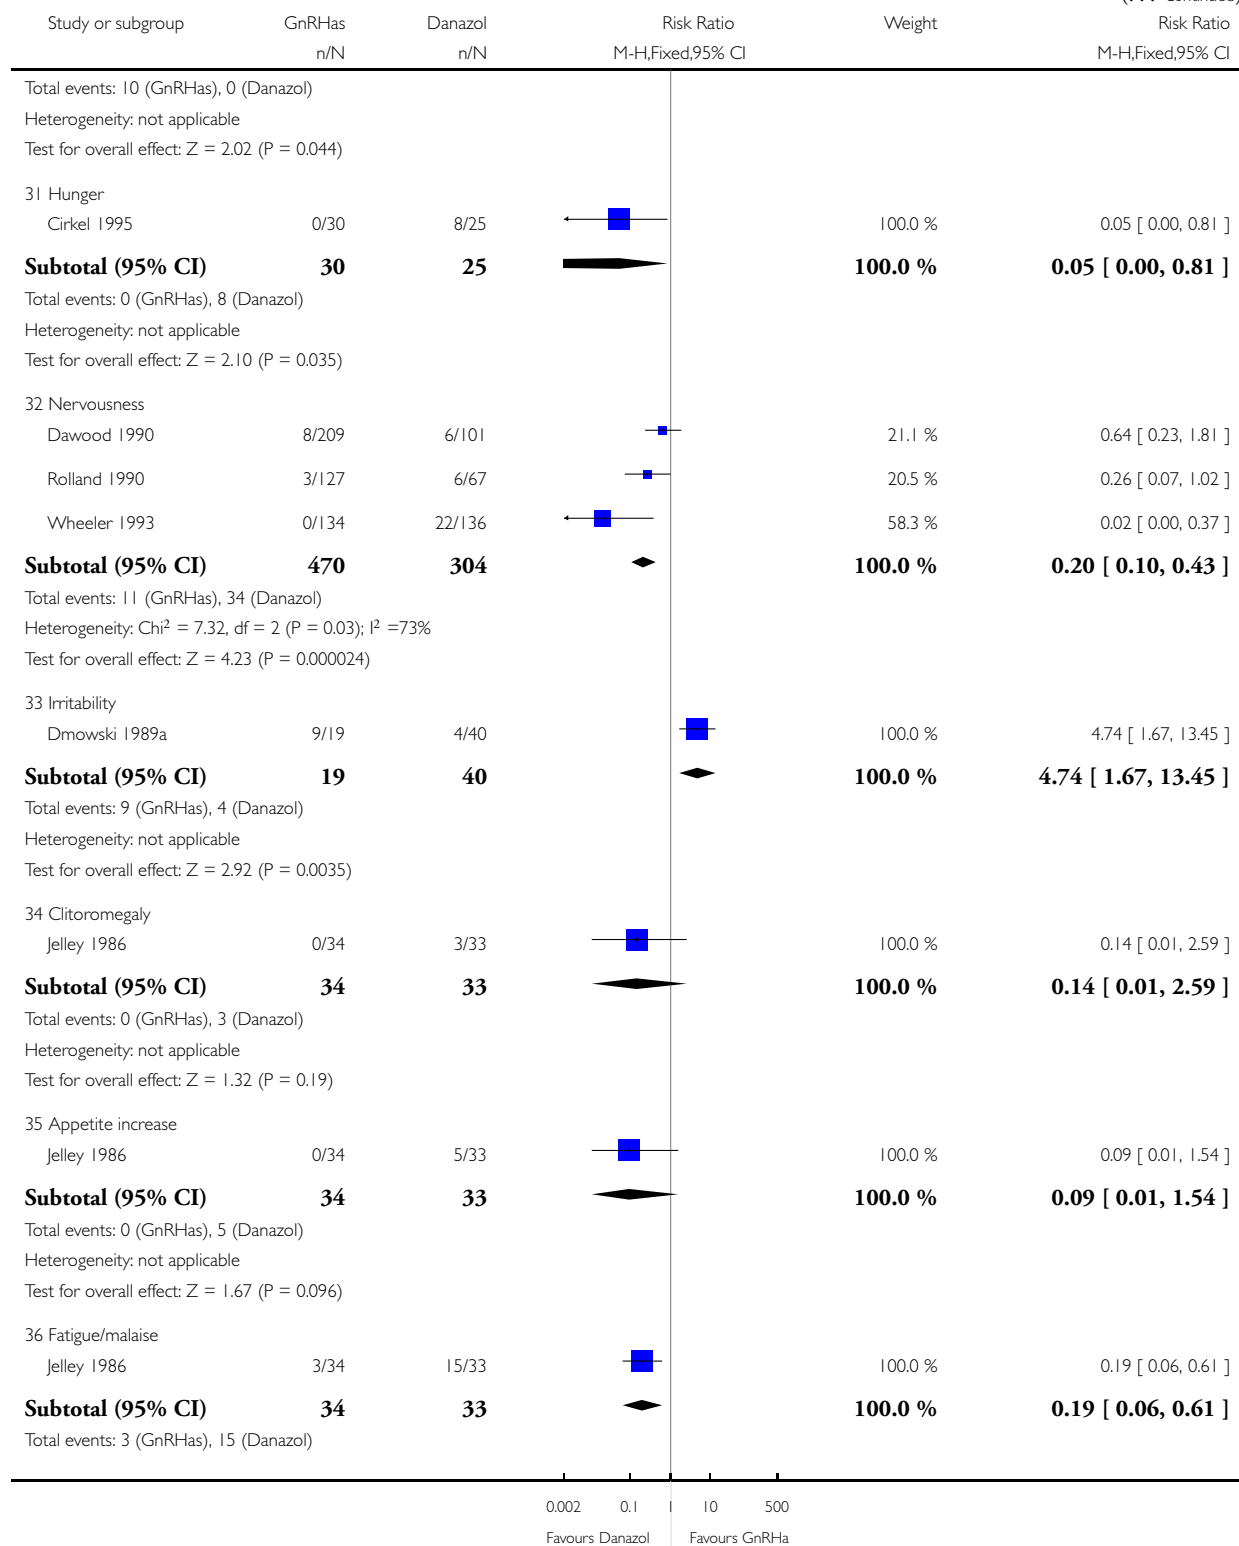 (. . . Continued)
Study or subgroup GnRHas Danazol Risk Ratio Weight Risk Ratio
n/N n/N M-H,Fixed,95% CI M-H,Fixed,95% CI
Total events: 10 (GnRHas), 0 (Danazol)
Heterogeneity: not applicable
Test for overall effect: Z = 2.02 (P = 0.044)
31 Hunger
Cirkel 1995 0/30 8/25 100.0 % 0.05 [ 0.00, 0.81 ]
Subtotal (95% CI) 30 25 100.0 % 0.05 [ 0.00, 0.81 ]
Total events: 0 (GnRHas), 8 (Danazol)
Heterogeneity: not applicable
Test for overall effect: Z = 2.10 (P = 0.035)
32 Nervousness
Dawood 1990 8/209 6/101 21.1 % 0.64 [ 0.23, 1.81 ]
Rolland 1990 3/127 6/67 20.5 % 0.26 [ 0.07, 1.02 ]
Wheeler 1993 0/134 22/136 58.3 % 0.02 [ 0.00, 0.37 ]
Subtotal (95% CI) 470 304 100.0 % 0.20 [ 0.10, 0.43 ]
Total events: 11 (GnRHas), 34 (Danazol)
Heterogeneity: Chi² = 7.32, df = 2 (P = 0.03); I² =73%
Test for overall effect: Z = 4.23 (P = 0.000024)
33 Irritability
Dmowski 1989a 9/19 4/40 100.0 % 4.74 [ 1.67, 13.45 ]
Subtotal (95% CI) 19 40 100.0 % 4.74 [ 1.67, 13.45 ]
Total events: 9 (GnRHas), 4 (Danazol)
Heterogeneity: not applicable
Test for overall effect: Z = 2.92 (P = 0.0035)
34 Clitoromegaly
Jelley 1986 0/34 3/33 100.0 % 0.14 [ 0.01, 2.59 ]
Subtotal (95% CI) 34 33 100.0 % 0.14 [ 0.01, 2.59 ]
Total events: 0 (GnRHas), 3 (Danazol)
Heterogeneity: not applicable
Test for overall effect: Z = 1.32 (P = 0.19)
35 Appetite increase
Jelley 1986 0/34 5/33 100.0 % 0.09 [ 0.01, 1.54 ]
Subtotal (95% CI) 34 33 100.0 % 0.09 [ 0.01, 1.54 ]
Total events: 0 (GnRHas), 5 (Danazol)
Heterogeneity: not applicable
Test for overall effect: Z = 1.67 (P = 0.096)
36 Fatigue/malaise
Jelley 1986 3/34 15/33 100.0 % 0.19 [ 0.06, 0.61 ]
Subtotal (95% CI) 34 33 100.0 % 0.19 [ 0.06, 0.61 ]
Total events: 3 (GnRHas), 15 (Danazol)
0.002 0.1 1 10 500
Favours Danazol Favours GnRHa